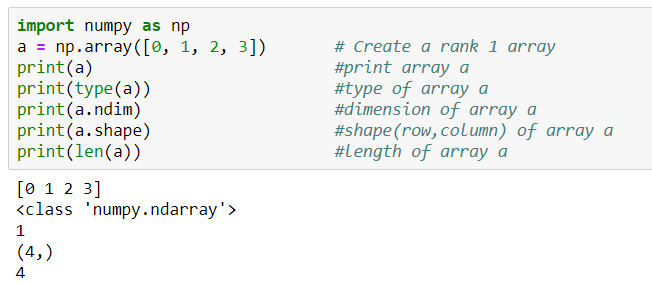 import numpy as np
a = np.array([0, 1, 2, 3])        # Create a rank 1 array
print(a)                          #print array a
print(type(a))                    #type of array a
print(a.ndim)                     #dimension of array a
print(a.shape)                    #shape(row,column) of array a
print(len(a))                     #length of array a
[0 1 2 3]
<class 'numpy.ndarray'>
1
(4,)
4